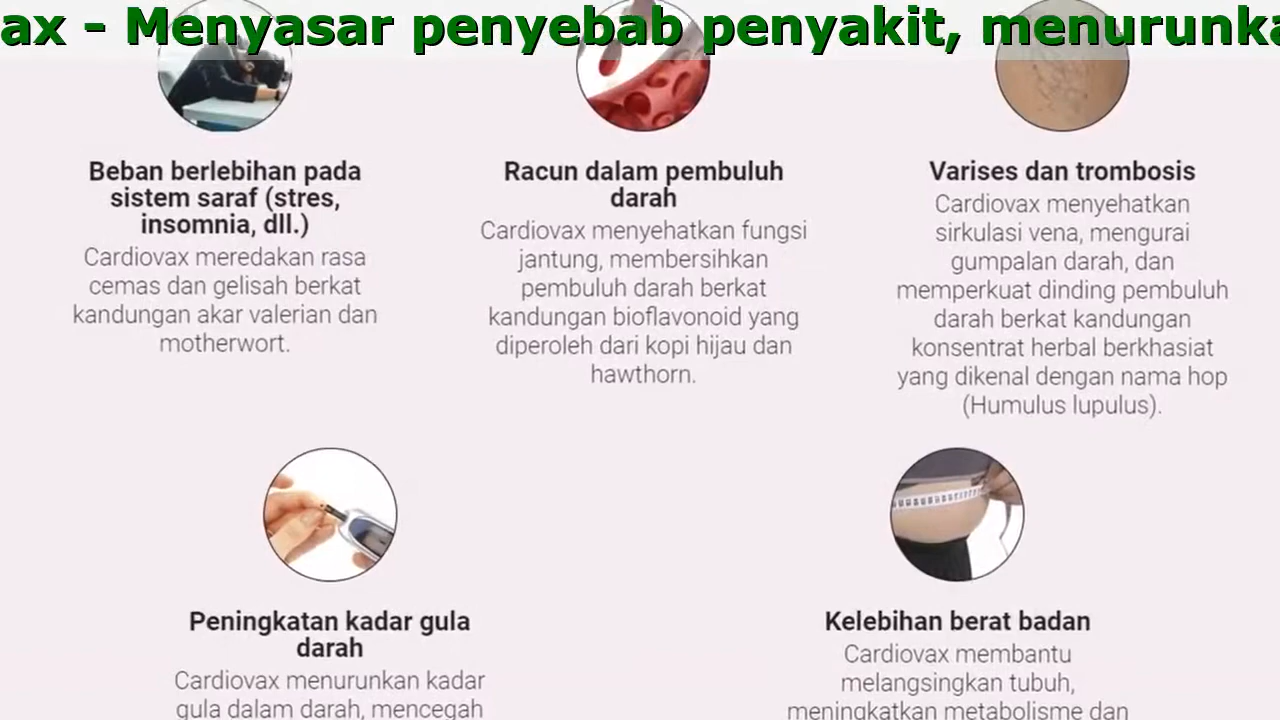 ax - Menyasar penyebab penyakit, menurunka
Beban berlebihan pada
sistem saraf (stres,
insomnia, dll.)
Cardiovax meredakan rasa
cemas dan gelisah berkat
kandungan akar valerian dan
motherwort.
Racun dalam pembuluh
darah
Cardiovax menyehatkan fungsi
jantung, membersihkan
pembuluh darah berkat
kandungan bioflavonoid yang
diperoleh dari kopi hijau dan
hawthorn.
Varises dan trombosis
Cardiovax menyehatkan
sirkulasi vena, mengurai
gumpalan darah, dan
memperkuat dinding pembuluh
darah berkat kandungan
konsentrat herbal berkhasiat
yang dikenal dengan nama hop
(Humulus lupulus).
Peningkatan kadar gula
darah
Cardiovax menurunkan kadar
gula dalam darah, mencegah
Kelebihan berat badan
Cardiovax membantu
melangsingkan tubuh,
meningkatkan metabolisme dan